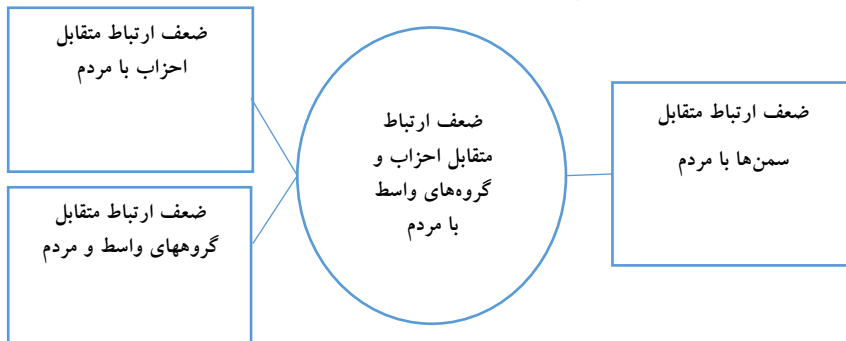 ضعف ارتباط متقابل
سمن‌ها با مردم
ضعف ارتباط
متقابل احزاب و
گروه‌های واسط
با مردم
ضعف ارتباط متقابل
احزاب با مردم
ضعف ارتباط متقابل
گروههای واسط و مردم